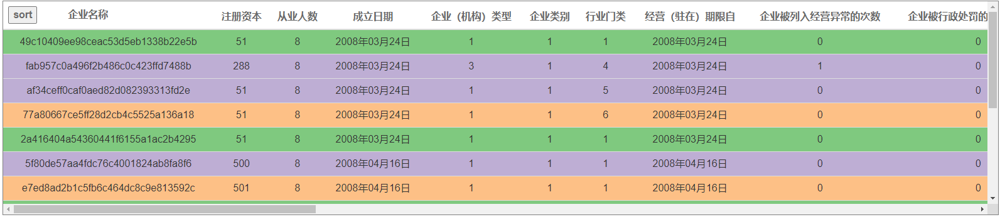 sort 企业名称 注册资本 从业人数 成立日期 企业（机构）类型 企业类别 行业门类 经营（驻在）期限自 企业被列入经营异常的次数 企业被行政处罚的
49c10409ee98ceac53d5eb1338b22e5b 51 8 2008年03月24日 1 1 1 2008年03月24日 0 0
fab957c0a496f2b486c0c423ffd7488b 288 8 2008年03月24日 3 1 4 2008年03月24日 1 0
af34ceff0caf0aed82d082393313fd2e 51 8 2008年03月24日 1 1 5 2008年03月24日 0 0
77a80667ce5ff28d2cb4c5525a136a18 51 8 2008年03月24日 1 1 6 2008年03月24日 0 0
2a416404a54360441f6155a1ac2b4295 51 8 2008年03月24日 1 1 1 2008年03月24日 0 0
5f80de57aa4fdc76c4001824ab8fa8f6 500 8 2008年04月16日 1 1 1 2008年04月16日 0 0
e7ed8ad2b1c5fb6c464dc8c9e813592c 501 8 2008年04月16日 1 1 1 2008年04月16日 0 0